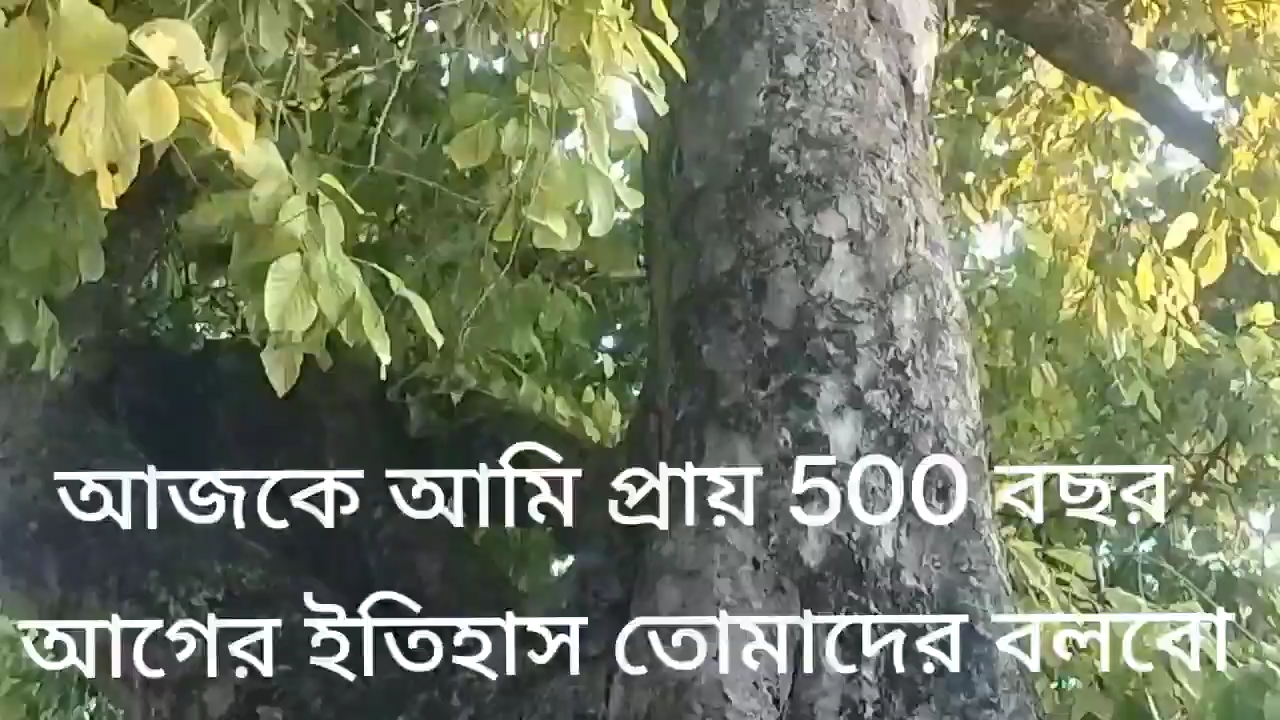 আজকে আমি প্রায় 500 বছর
আগের ইতিহাস তোমাদের বলবো